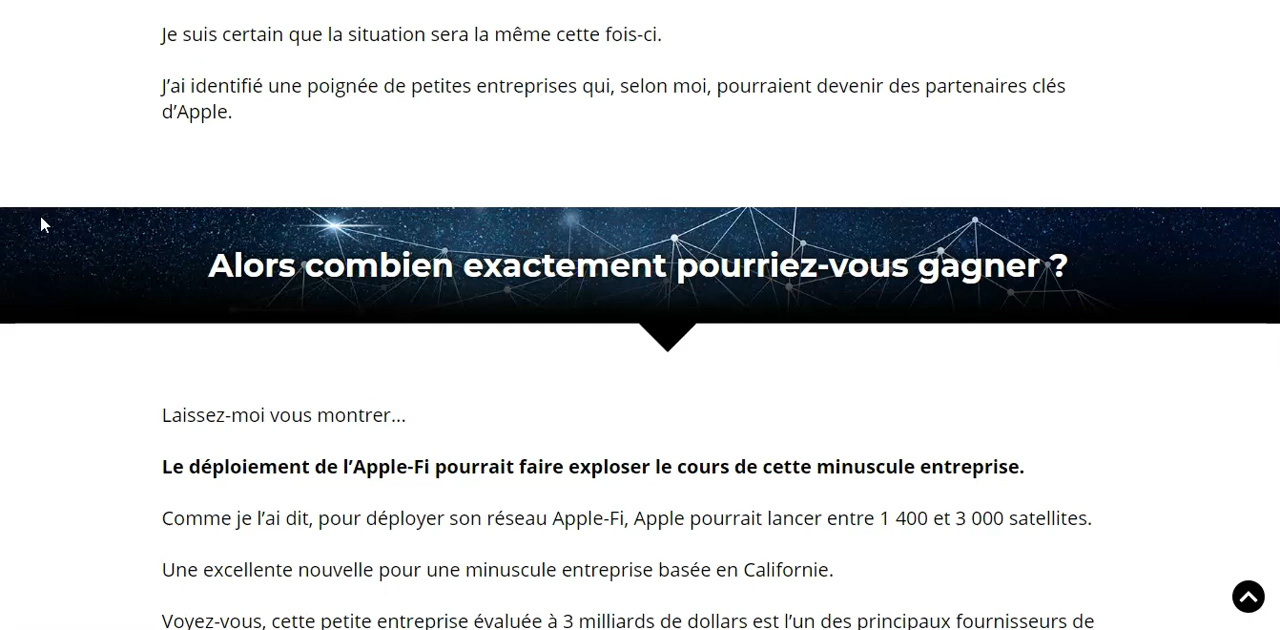 Je suis certain que la situation sera la même cette fois-ci.
J’ai identifié une poignée de petites entreprises qui, selon moi, pourraient devenir des partenaires clés
d’Apple.
Alors combien exactement pourriez-vous gagner ?
Laissez-moi vous montrer...
Le déploiement de l’Apple-Fi pourrait faire exploser le cours de cette minuscule entreprise.
Comme je l’ai dit, pour déployer son réseau Apple-Fi, Apple pourrait lancer entre 1 400 et 3 000 satellites.
Une excellente nouvelle pour une minuscule entreprise basée en Californie.
Voyez-vous, cette petite entreprise évaluée à 3 milliards de dollars est l’un des principaux fournisseurs de